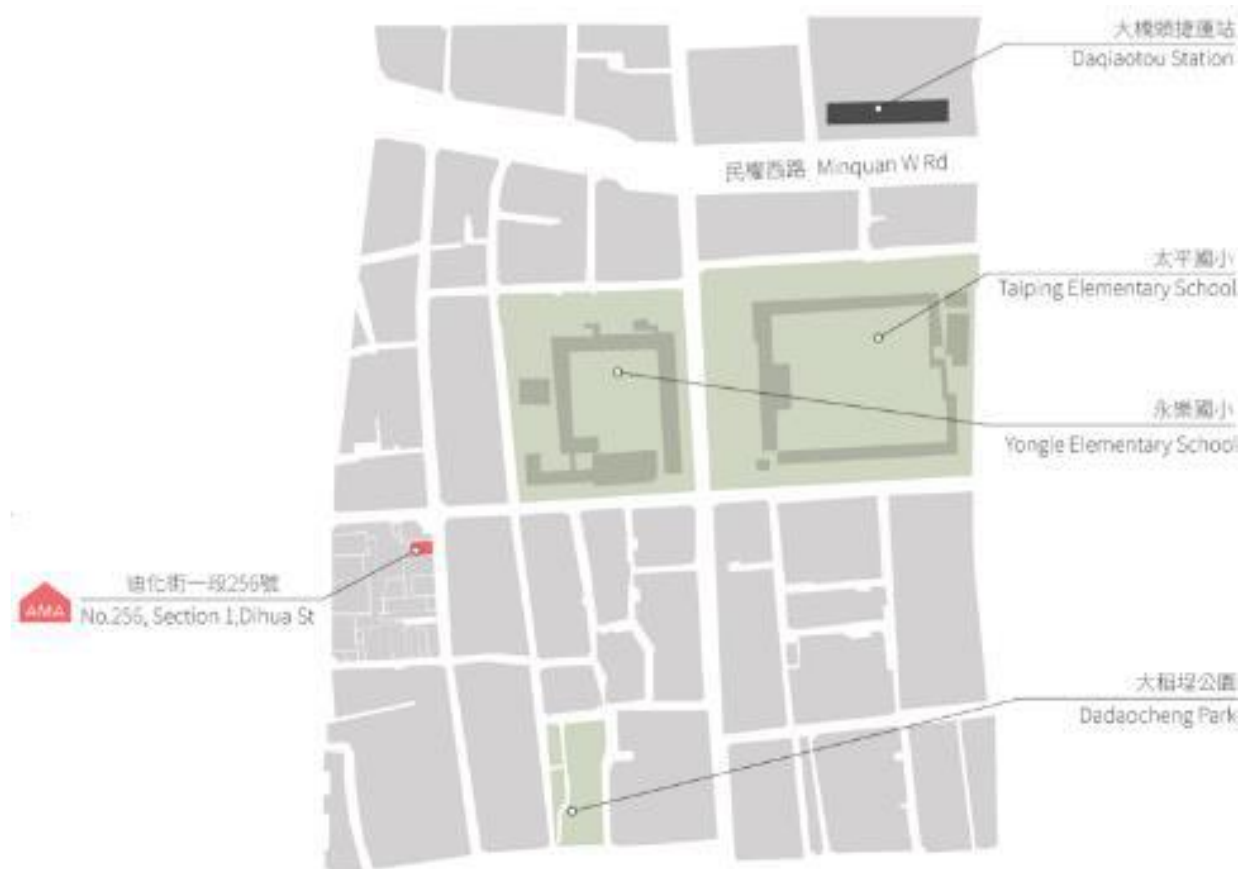 大橋頭捷運站
Daqiaotou Station
民權西路 Minquan W Rd
太平國小
Taiping Elementary School
永樂國小
Yongle Elementary School
迪化街一段256號
AMA
No.256, Section 1,Dihua St
大稻埕公園
Dadaocheng Park